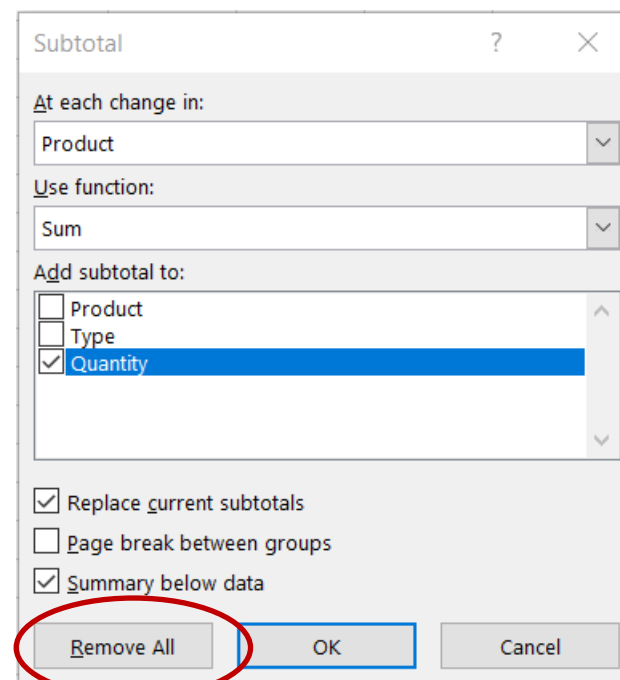 Subtotal ? ×
At each change in:
Product
Use function:
Sum
Add subtotal to:
Product
Type
Quantity
Replace current subtotals
Page break between groups
Summary below data
Remove All OK Cancel